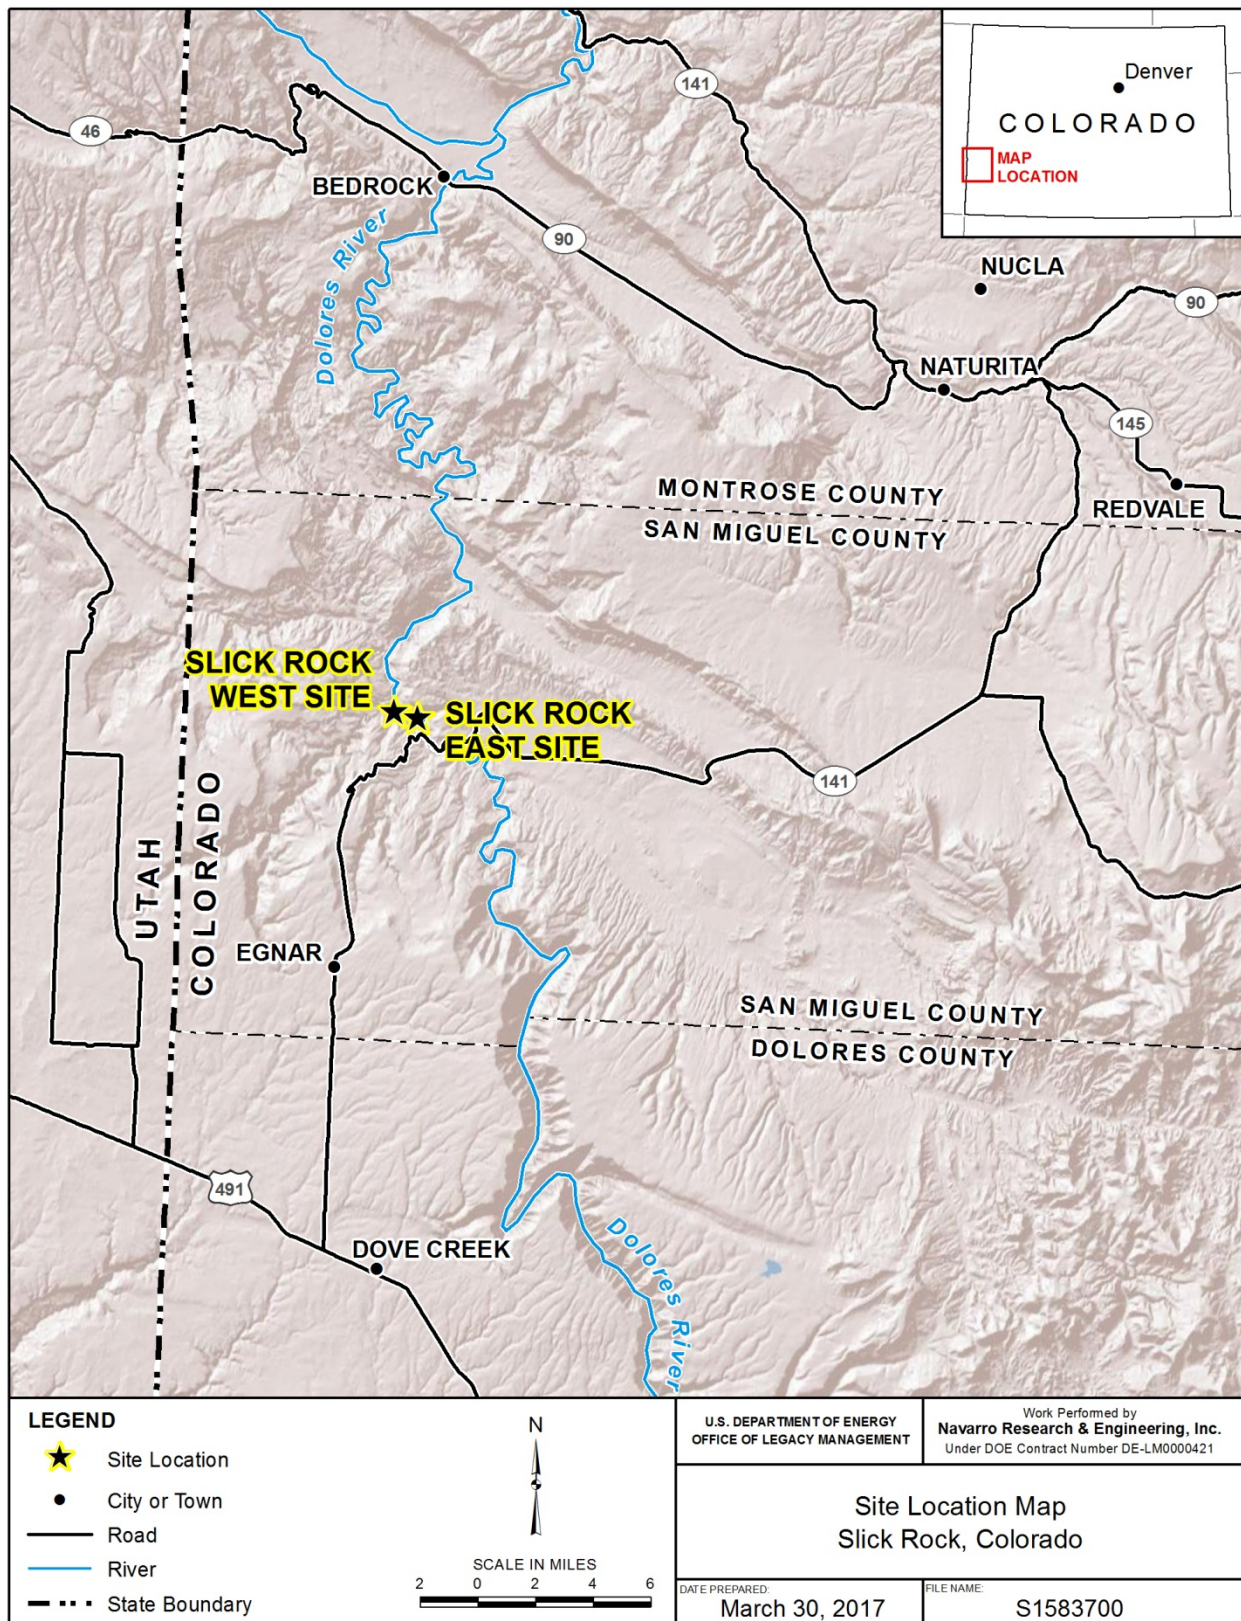 141
Denver
COLORADO
MAP
LOCATION
46
BEDROCK
90
Dolores River
NUCLA
90
NATURITA
145
REDVALE
MONTROSE COUNTY
SAN MIGUEL COUNTY
SLICK ROCK
WEST SITE
SLICK ROCK
EAST SITE
141
UTAH
COLORADO
EGNAR
SAN MIGUEL COUNTY
DOLORES COUNTY
491
DOVE CREEK
Dolores River
LEGEND
Site Location
City or Town
Road
River
State Boundary
N
SCALE IN MILES
2 0 2 4 6
U.S. DEPARTMENT OF ENERGY
OFFICE OF LEGACY MANAGEMENT
Work Performed by
Navarro Research & Engineering, Inc.
Under DOE Contract Number DE-LM0000421
Site Location Map
Slick Rock, Colorado
DATE PREPARED:
March 30, 2017
FILE NAME:
S1583700